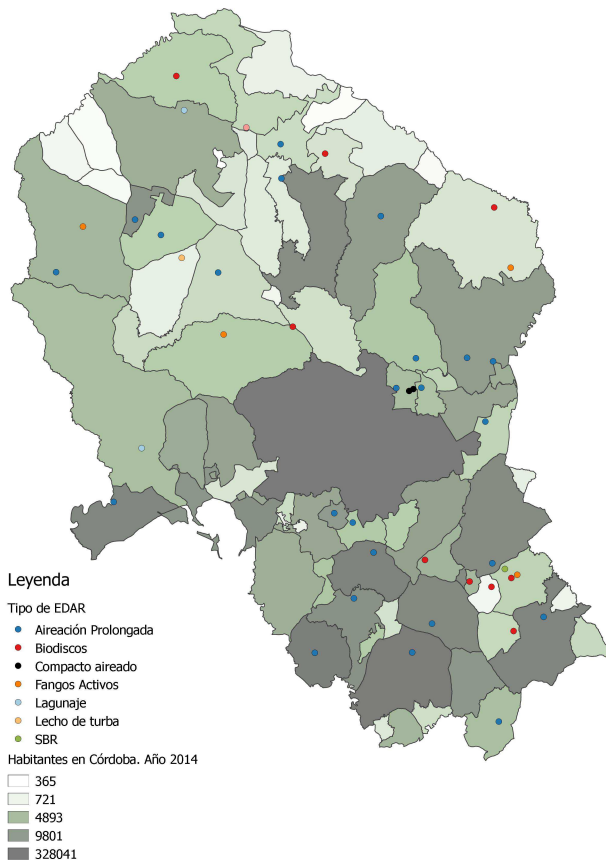 Leyenda
Tipo de EDAR
Aireación Prolongada
Biodiscos
Compacto aireado
Fangos Activos
Lagunaje
Lecho de turba
SBR
Habitantes en Córdoba. Año 2014
365
721
4893
9801
328041